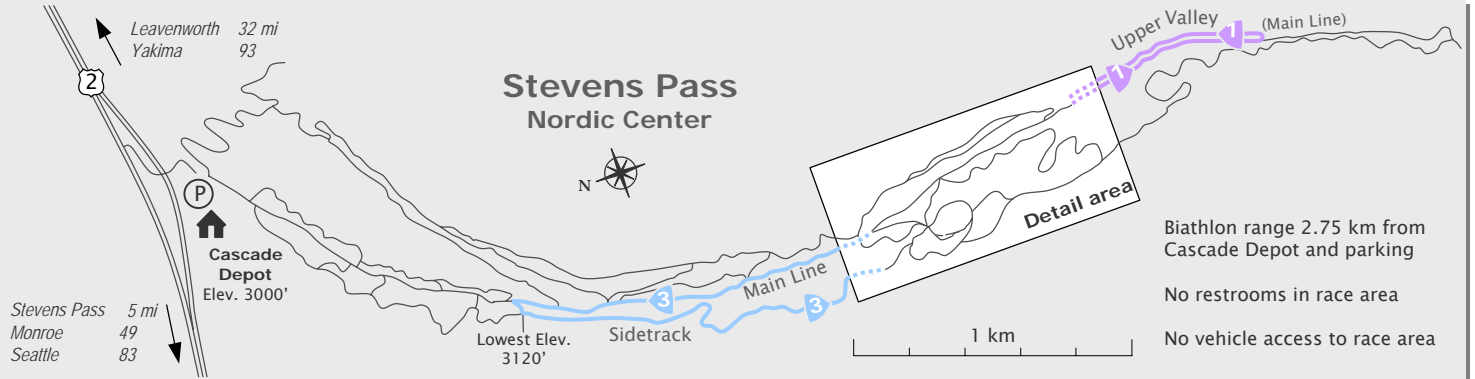 Leavenworth 32 mi
Yakima 93
2
Stevens Pass
Nordic Center
N
P
Cascade
Depot
Elev. 3000'
Stevens Pass 5 mi
Monroe 49
Seattle 83
Lowest Elev.
3120'
Sidetrack
3
Main Line
3
Upper Valley
(Main Line)
1
1
Detail area
1 km
Biathlon range 2.75 km from
Cascade Depot and parking
No restrooms in race area
No vehicle access to race area